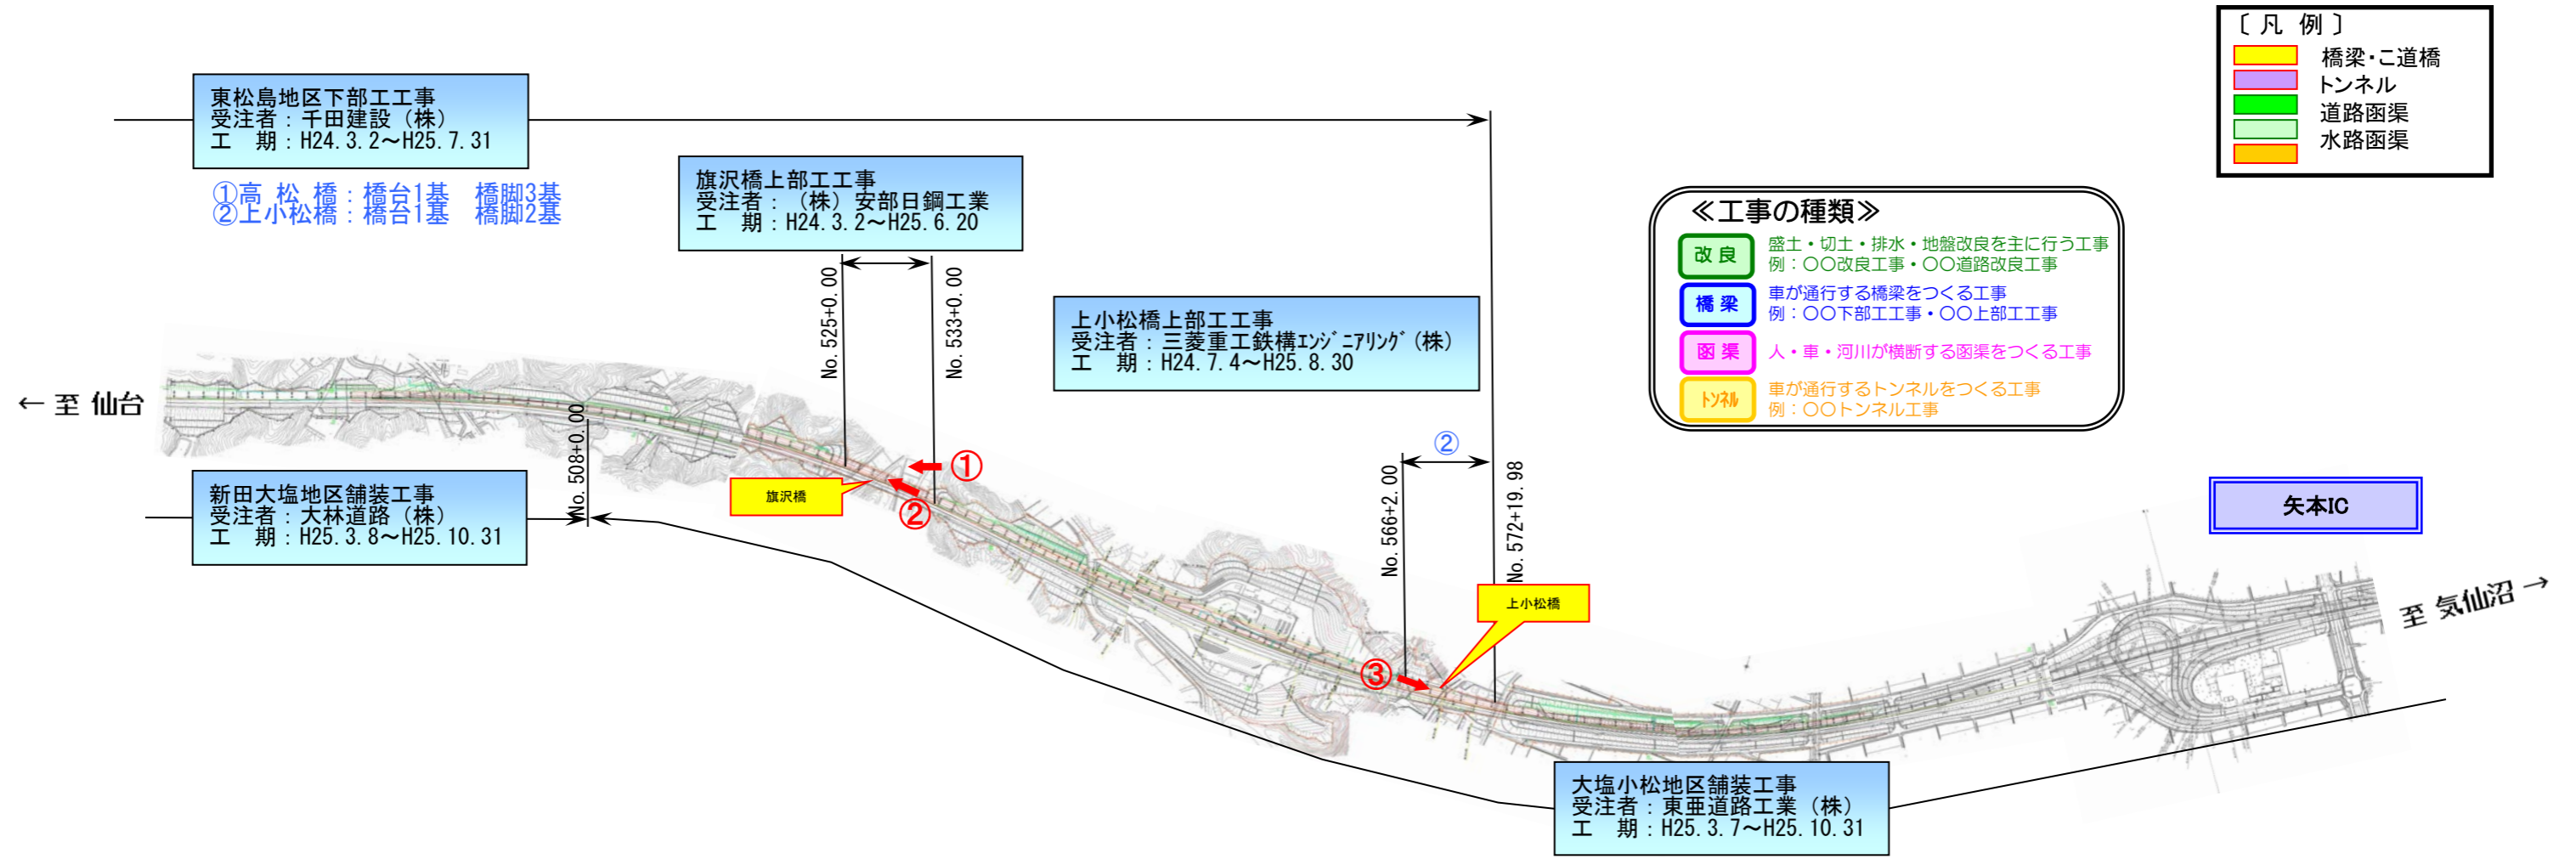 〔 凡 例 〕
橋梁・こ道橋
トンネル
道路函渠
水路函渠
東松島地区下部工工事
受注者：千田建設（株）
工　期：H24.3.2～H25.7.31
①高 松 橋：橋台1基　橋脚3基
②上小松橋：橋台1基　橋脚2基
旗沢橋上部工工事
受注者：（株）安部日鋼工業
工　期：H24.3.2～H25.6.20
No.525+0.00
No.533+0.00
上小松橋上部工工事
受注者：三菱重工鉄構ｴﾝｼﾞﾆｱﾘﾝｸﾞ（株）
工　期：H24.7.4～H25.8.30
≪工事の種類≫
改 良
盛土・切土・排水・地盤改良を主に行う工事
例：〇〇改良工事・〇〇道路改良工事
橋 梁
車が通行する橋梁をつくる工事
例：〇〇下部工工事・〇〇上部工工事
函 渠
人・車・河川が横断する函渠をつくる工事
ﾄﾝﾈﾙ
車が通行するトンネルをつくる工事
例：〇〇トンネル工事
← 至 仙台
No.508+0.00
新田大塩地区舗装工事
受注者：大林道路（株）
工　期：H25.3.8～H25.10.31
旗沢橋
①
②
②
No.566+2.00
No.572+19.98
上小松橋
③
矢本IC
至 気仙沼 →
大塩小松地区舗装工事
受注者：東亜道路工業（株）
工　期：H25.3.7～H25.10.31